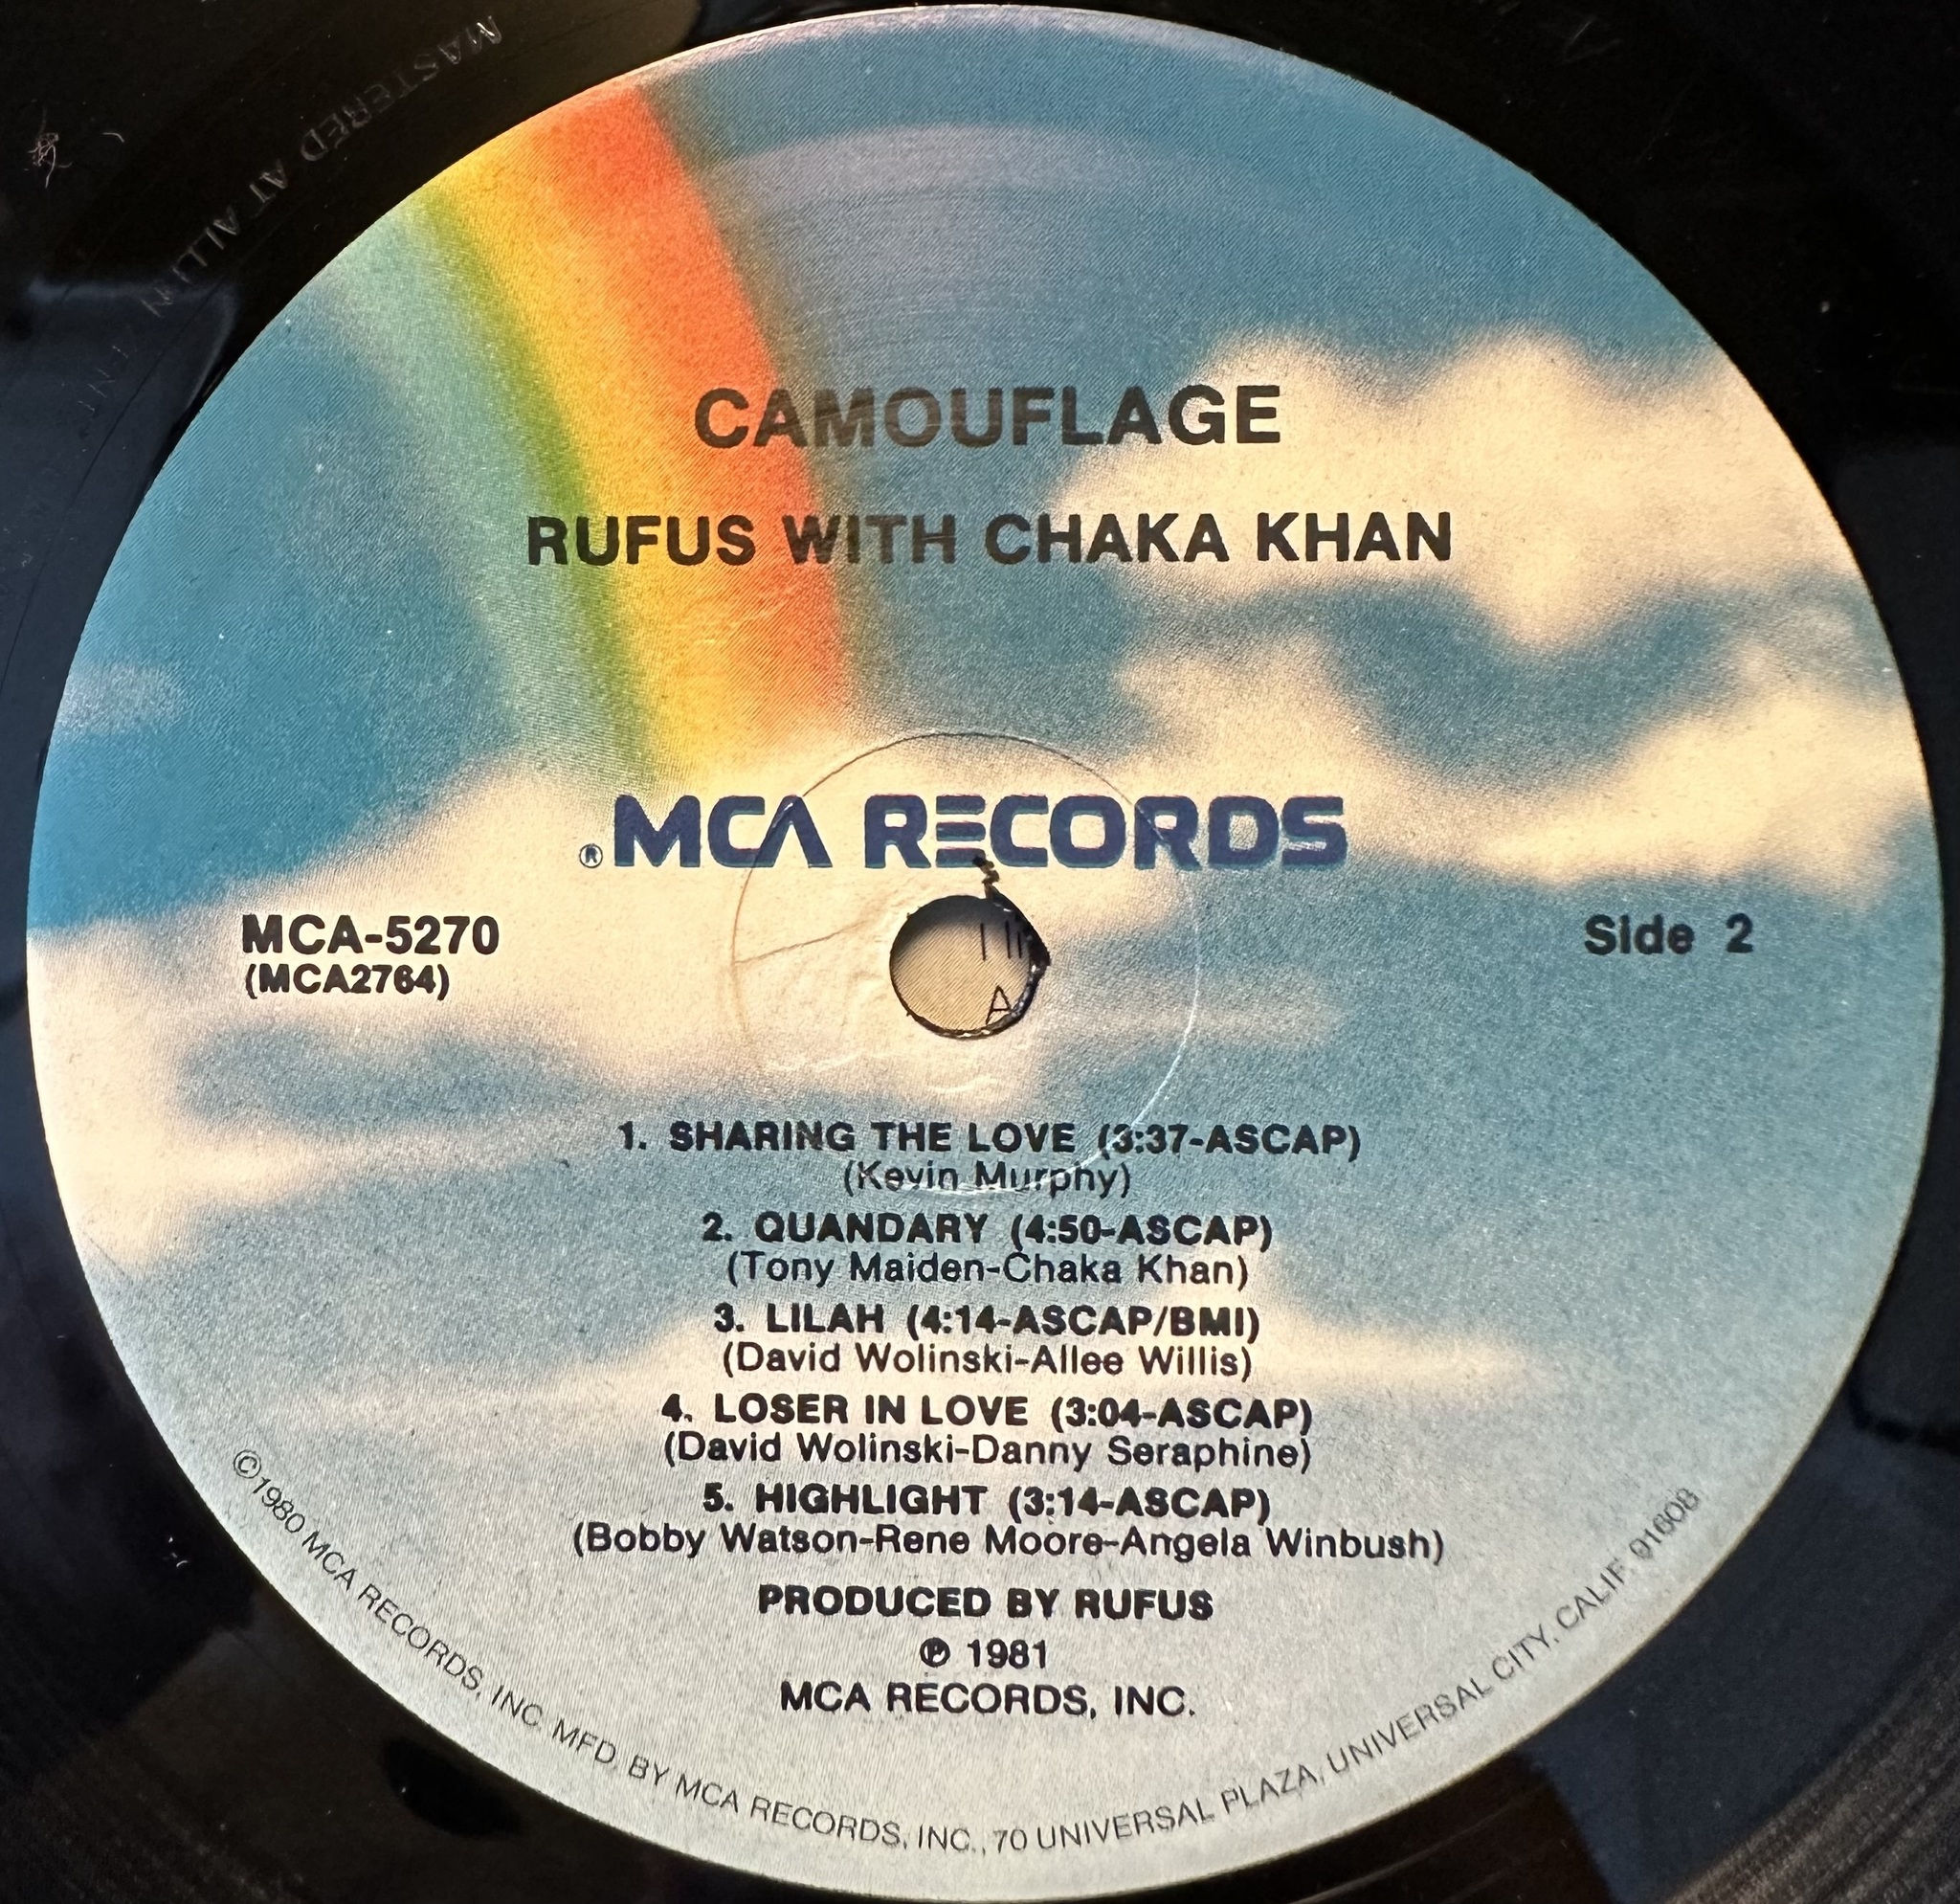 MASTERED AT ALLEN
CAMOUFLAGE
RUFUS WITH CHAKA KHAN
® MCA RECORDS
MCA-5270
(MCA2764)
Side 2
1. SHARING THE LOVE (3:37-ASCAP)
(Kevin Murphy)
2. QUANDARY (4:50-ASCAP)
(Tony Maiden-Chaka Khan)
3. LILAH (4:14-ASCAP/BMI)
(David Wolinski-Allee Willis)
4. LOSER IN LOVE (3:04-ASCAP)
(David Wolinski-Danny Seraphine)
5. HIGHLIGHT (3:14-ASCAP)
(Bobby Watson-Rene Moore-Angela Winbush)
PRODUCED BY RUFUS
℗ 1981
MCA RECORDS, INC.
©1980 MCA RECORDS, INC. MFD. BY MCA RECORDS, INC., 70 UNIVERSAL PLAZA, UNIVERSAL CITY, CALIF. 91608